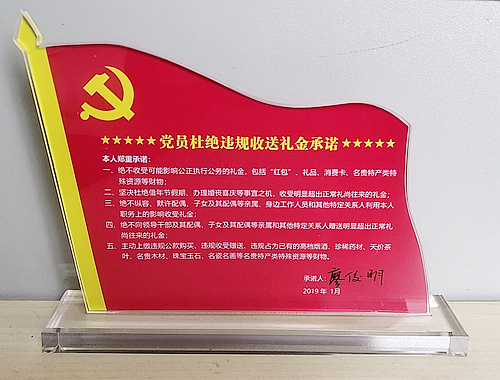 ★★★★★党员杜绝违规收送礼金承诺★★★★★
本人郑重承诺：
一、绝不收受可能影响公正执行公务的礼金，包括“红包”、礼品、消费卡、名贵特产类特
殊资源等财物；
二、坚决杜绝借年节假期、办理婚丧喜庆等事宜之机，收受明显超出正常礼尚往来的礼金；
三、绝不纵容、默许配偶、子女及其配偶等亲属、身边工作人员和其他特定关系人利用本人
职务上的影响收受礼金；
四、绝不向领导干部及其配偶、子女及其配偶等亲属和其他特定关系人赠送明显超出正常礼
尚往来的礼金；
五、主动上缴违规公款购买、违规收受赠送、违规占为已有的高档烟酒、珍稀药材、天价茶
叶、名贵木材、珠宝玉石、名瓷名画等名贵特产类特殊资源等财物。
承诺人：廖俊明
2019年 1月